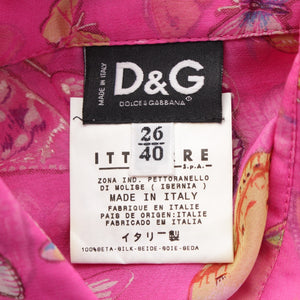 MADE IN ITALY
D&G
DOLCE&GABBANA
26
40
ITT RE
S.p.A.
ZONA IND. PETTORANELLO
DI MOLISE ( ISERNIA )
MADE IN ITALY
FABRIQUE EN ITALIE
PAIS DE ORIGEN:ITALIE
FABRICADO EN ITALIA
イタリー製
100%SETA-SILK-SEIDE-SOIE-SEDA